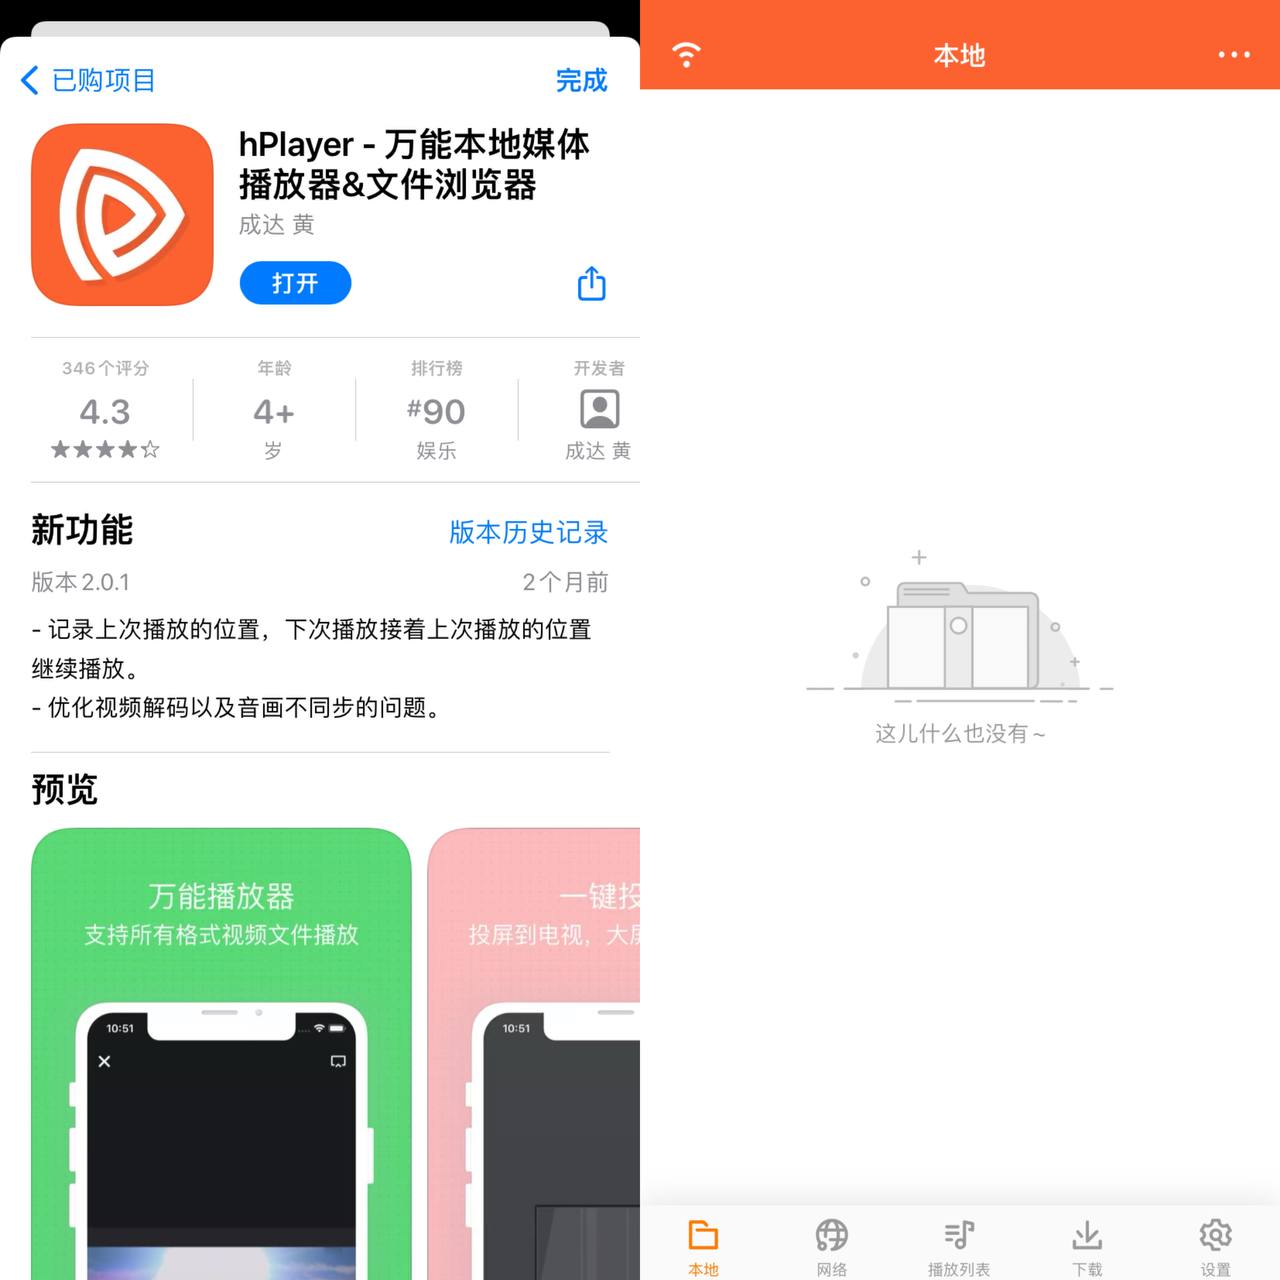 已购项目
完成
hPlayer - 万能本地媒体
播放器&文件浏览器
成达 黄
打开
346个评分
年龄
排行榜
开发者
4.3
4+
#90
★★★★☆
岁
娱乐
成达 黄
新功能
版本历史记录
版本2.0.1
2个月前
- 记录上次播放的位置，下次播放接着上次播放的位置
继续播放。
- 优化视频解码以及音画不同步的问题。
预览
万能播放器
支持所有格式视频文件播放
10:51
一键投
投屏到电视，大屏
10:51
本地
这儿什么也没有 ~
本地
网络
播放列表
下载
设置